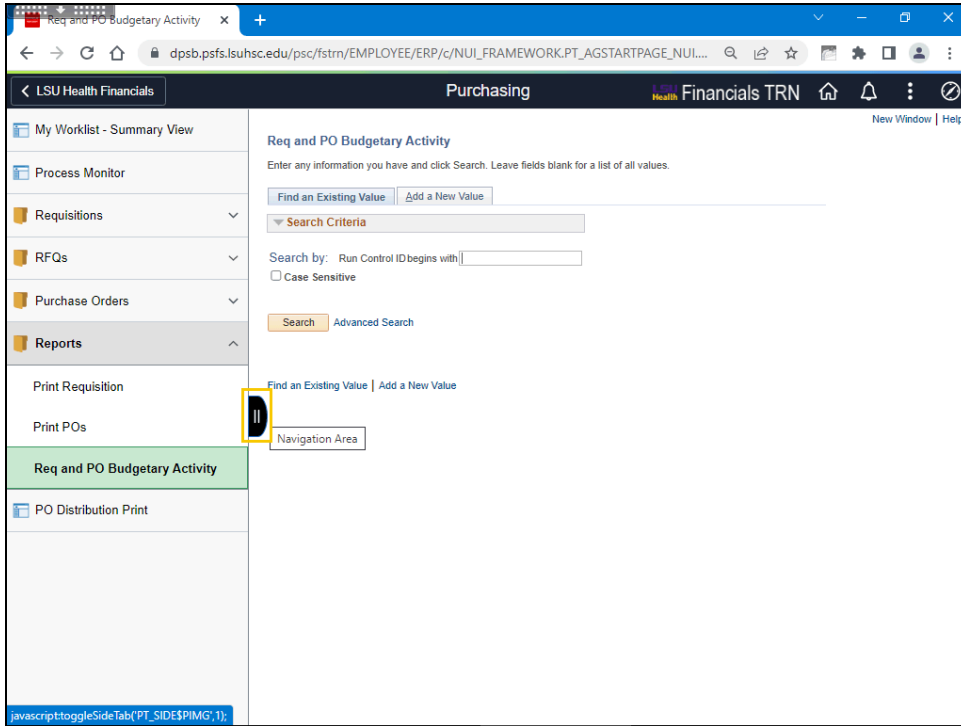 Req and PO Budgetary Activity
dpsb.psfs.lsuhsc.edu/psc/fstrn/EMPLOYEE/ERP/c/NUI_FRAMEWORK.PT_AGSTARTPAGE_NUI....
LSU Health Financials
Purchasing
LSU Health Financials TRN
New Window | Help
My Worklist - Summary View
Process Monitor
Requisitions
RFQs
Purchase Orders
Reports
Print Requisition
Print POs
Req and PO Budgetary Activity
PO Distribution Print
Req and PO Budgetary Activity
Enter any information you have and click Search. Leave fields blank for a list of all values.
Find an Existing Value
Add a New Value
Search Criteria
Search by: Run Control ID begins with
Case Sensitive
Search
Advanced Search
Find an Existing Value | Add a New Value
Navigation Area
javascript:toggleSideTab('PT_SIDE$PIMG',1);